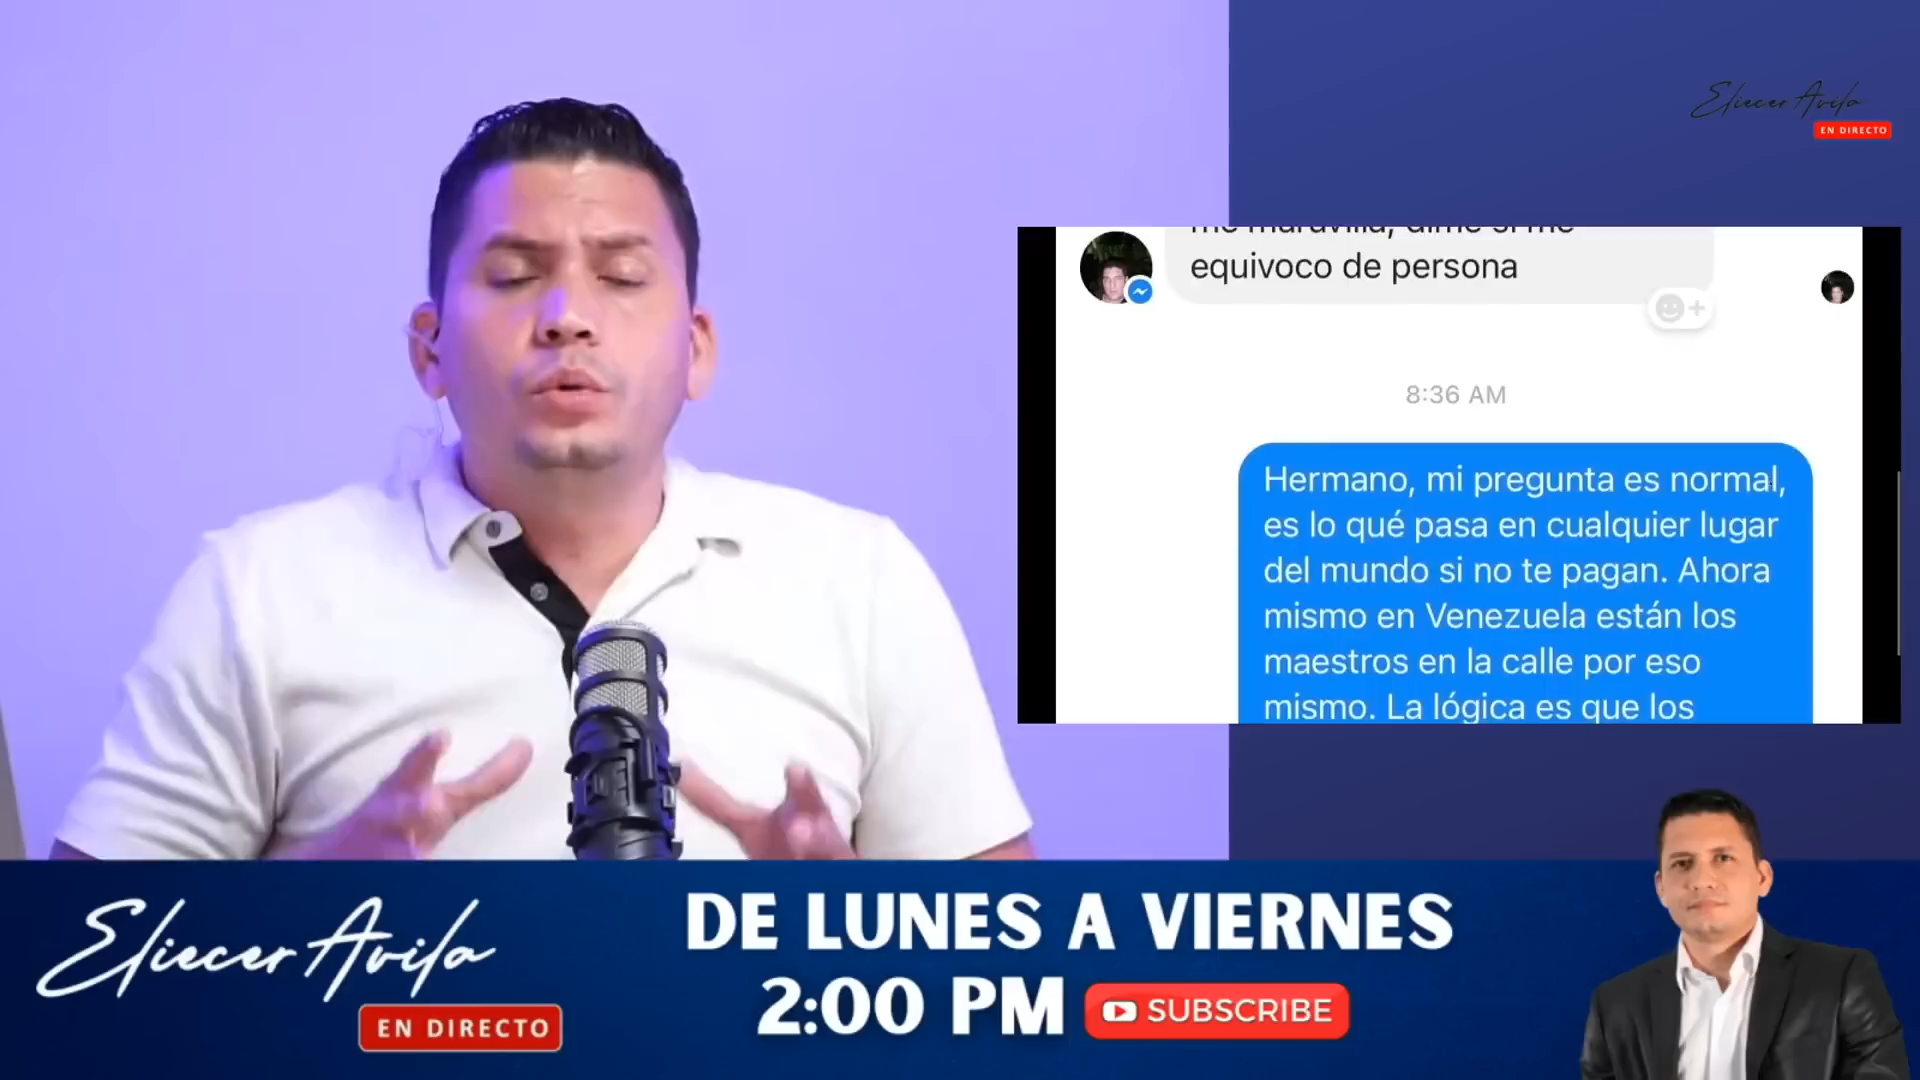 Eliecer Avila
EN DIRECTO
equivoco de persona
8:36 AM
Hermano, mi pregunta es normal,
es lo qué pasa en cualquier lugar
del mundo si no te pagan. Ahora
mismo en Venezuela están los
maestros en la calle por eso
mismo. La lógica es que los
Eliecer Avila
EN DIRECTO
DE LUNES A VIERNES
2:00 PM
SUBSCRIBE